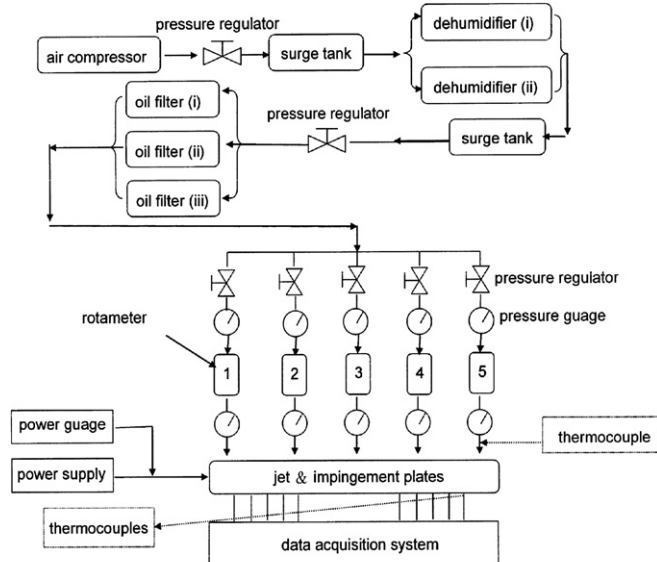 pressure regulator
air compressor
surge tank
dehumidifier (i)
dehumidifier (ii)
oil filter (i)
pressure regulator
oil filter (ii)
surge tank
oil filter (iii)
pressure regulator
rotameter
pressure guage
1
2
3
4
5
power guage
thermocouple
power supply
jet & impingement plates
thermocouples
data acquisition system